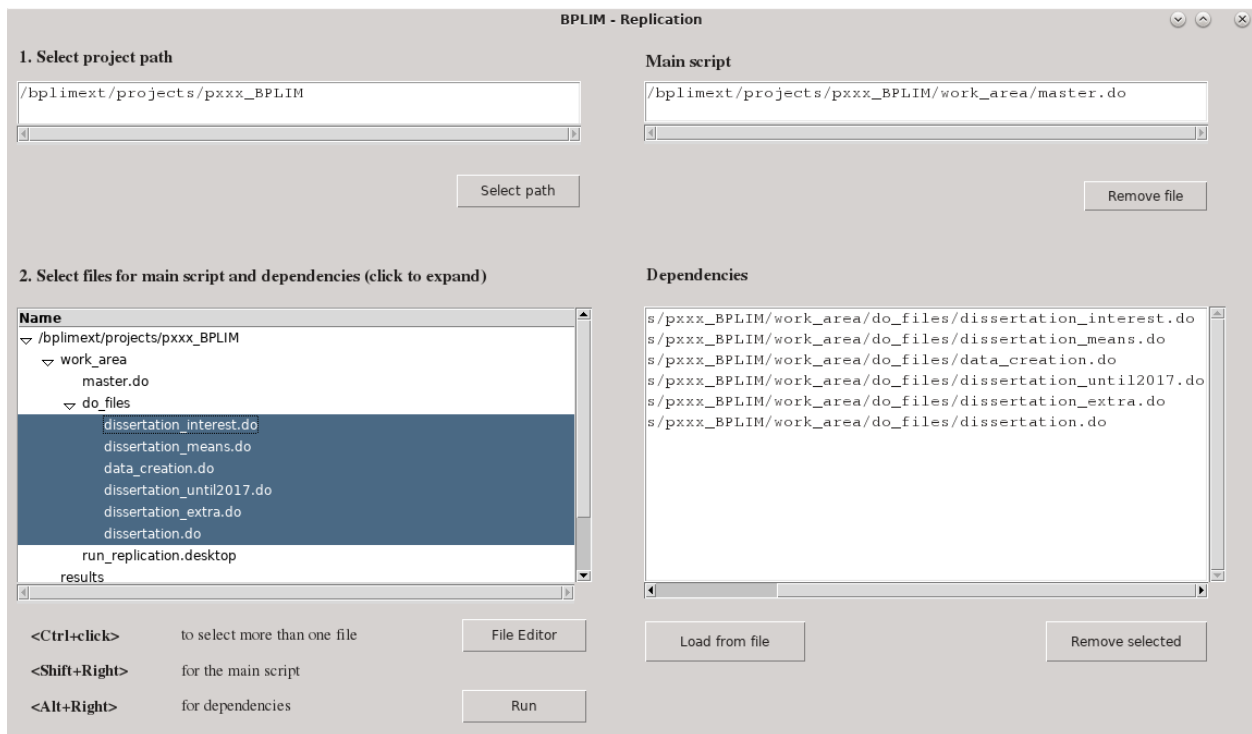 BPLIM - Replication
1. Select project path
/bplimext/projects/pxxx_BPLIM
Select path
Main script
/bplimext/projects/pxxx_BPLIM/work_area/master.do
Remove file
2. Select files for main script and dependencies (click to expand)
Name
/bplimext/projects/pxxx_BPLIM
work_area
master.do
do_files
dissertation_interest.do
dissertation_means.do
data_creation.do
dissertation_until2017.do
dissertation_extra.do
dissertation.do
run_replication.desktop
results
Dependencies
s/pxxx_BPLIM/work_area/do_files/dissertation_interest.do
s/pxxx_BPLIM/work_area/do_files/dissertation_means.do
s/pxxx_BPLIM/work_area/do_files/data_creation.do
s/pxxx_BPLIM/work_area/do_files/dissertation_until2017.do
s/pxxx_BPLIM/work_area/do_files/dissertation_extra.do
s/pxxx_BPLIM/work_area/do_files/dissertation.do
<Ctrl+click> to select more than one file
File Editor
<Shift+Right> for the main script
<Alt+Right> for dependencies
Run
Load from file
Remove selected